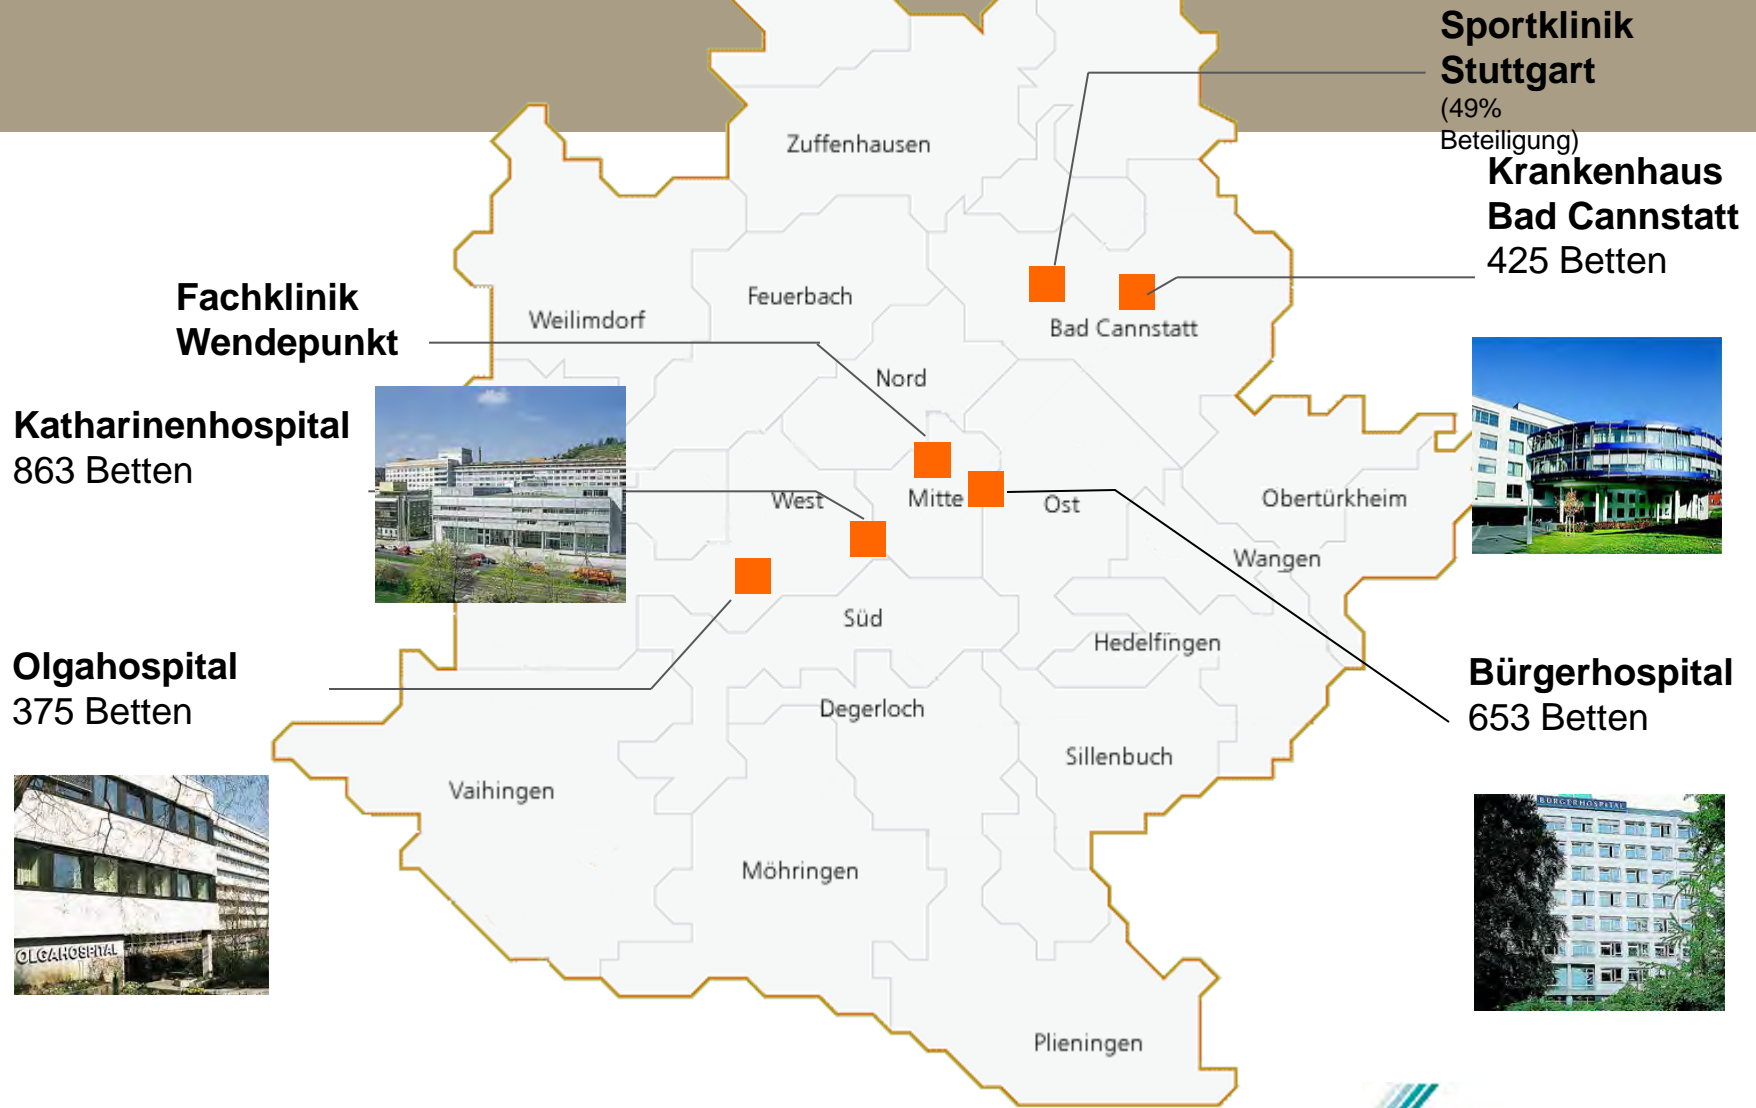 Sportklinik
Stuttgart
(49%
Beteiligung)
Krankenhaus
Bad Cannstatt
425 Betten
Fachklinik
Wendepunkt
Katharinenhospital
863 Betten
Olgahospital
375 Betten
Bürgerhospital
653 Betten
Zuffenhausen
Feuerbach
Weilimdorf
Bad Cannstatt
Nord
West
Mitte
Ost
Obertürkheim
Wangen
Süd
Hedelfingen
Degerloch
Sillenbuch
Vaihingen
Möhringen
Plieningen
OLGAHOSPITAL
BÜRGERHOSPITAL